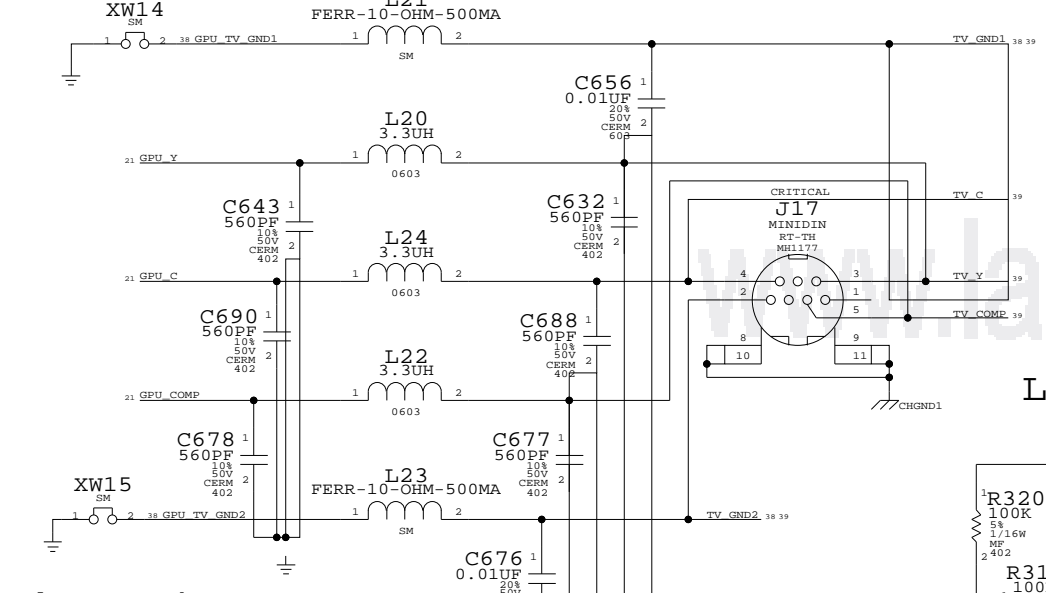 L21
XW14
FERR-10-OHM-500MA
SM
1 2 38 GPU_TV_GND1 1 2 TV_GND1 38 39
SM
C656 1
0.01UF
20%
50V
CERM 2
603
L20
3.3UH
21 GPU_Y 1 2
0603
CRITICAL
J17
MINIDIN
RT-TH
MH1177
TV_C 39
C643 1
560PF
10%
50V 2
CERM
402
C632 1
560PF
10%
50V 2
CERM
402
L24
3.3UH
21 GPU_C 1 2
0603
4 3
2 1
5
TV_Y 39
TV_COMP 39
www.la
8 9
10 11
CHGND1
L
C690 1
560PF
10%
50V 2
CERM
402
C688 1
560PF
10%
50V 2
CERM
402
L22
3.3UH
21 GPU_COMP 1 2
0603
C678 1
560PF
10%
50V 2
CERM
402
C677 1
560PF
10%
50V 2
CERM
402
L23
FERR-10-OHM-500MA
XW15
SM
1 2 38 GPU_TV_GND2 1 2 TV_GND2 38 39
SM
C676 1
0.01UF
20%
50V
1 R320
100K
5%
1/16W
MF
2 402
R31
100